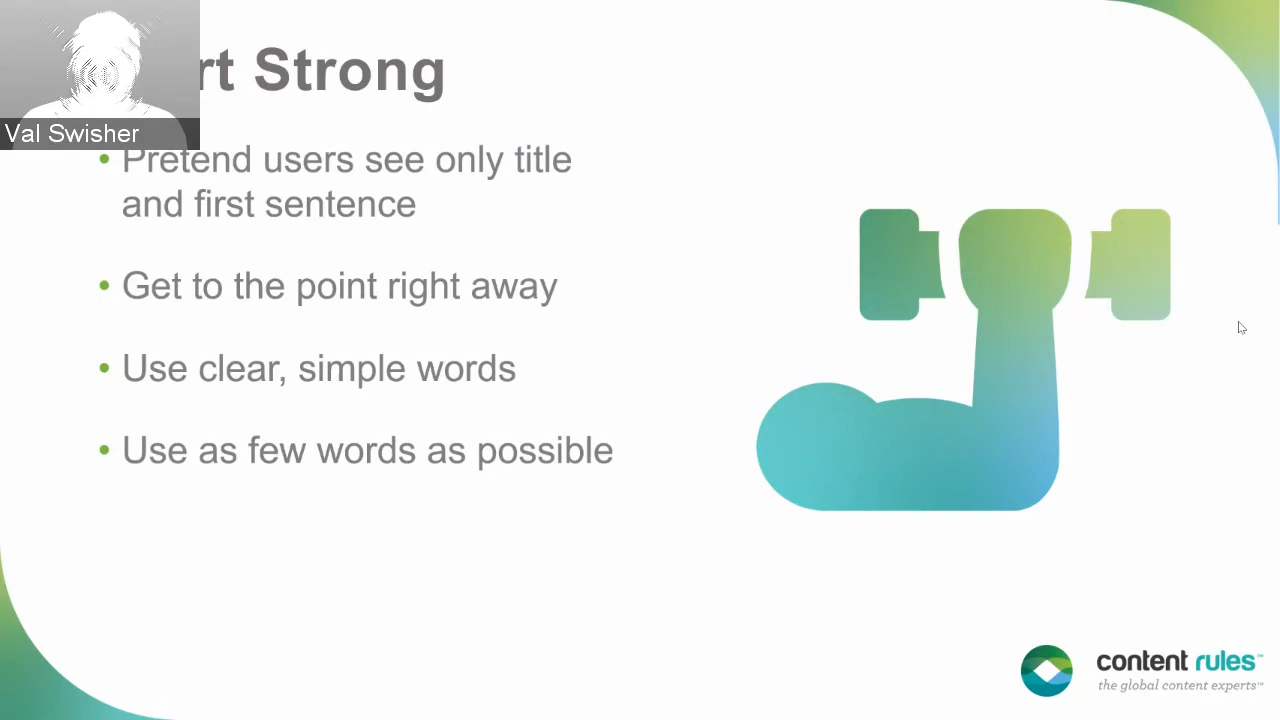 rt Strong
Val Swisher
• Pretend users see only title
and first sentence
• Get to the point right away
• Use clear, simple words
• Use as few words as possible
content rules™
the global content experts™